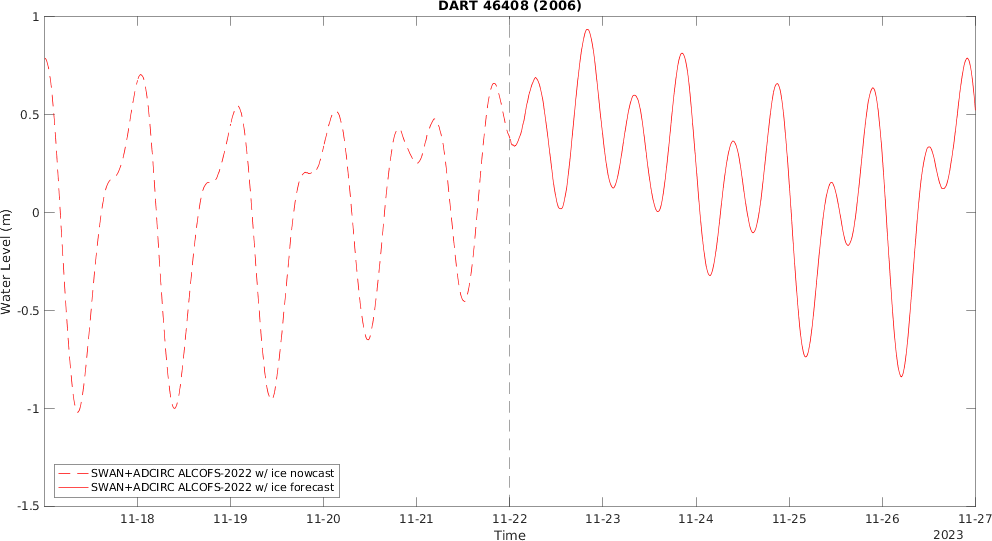 DART 46408 (2006)
1
0.5
0
-0.5
-1
-1.5
Water Level (m)
SWAN+ADCIRC ALCOFS-2022 w/ ice nowcast
SWAN+ADCIRC ALCOFS-2022 w/ ice forecast
11-18 11-19 11-20 11-21 11-22 11-23 11-24 11-25 11-26 11-27
Time
2023